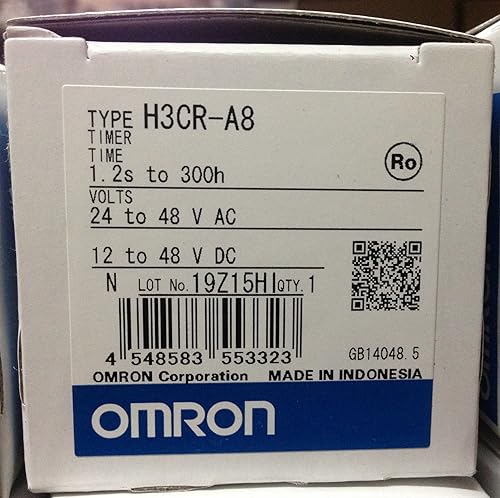 TYPE H3CR-A8
TIMER
TIME
1.2s to 300h
Ro
VOLTS
24 to 48 V AC
12 to 48 V DC
N LOT No. 19Z15HI QTY. 1
4 548583 553323
GB14048.5
OMRON Corporation MADE IN INDONESIA
OMRON